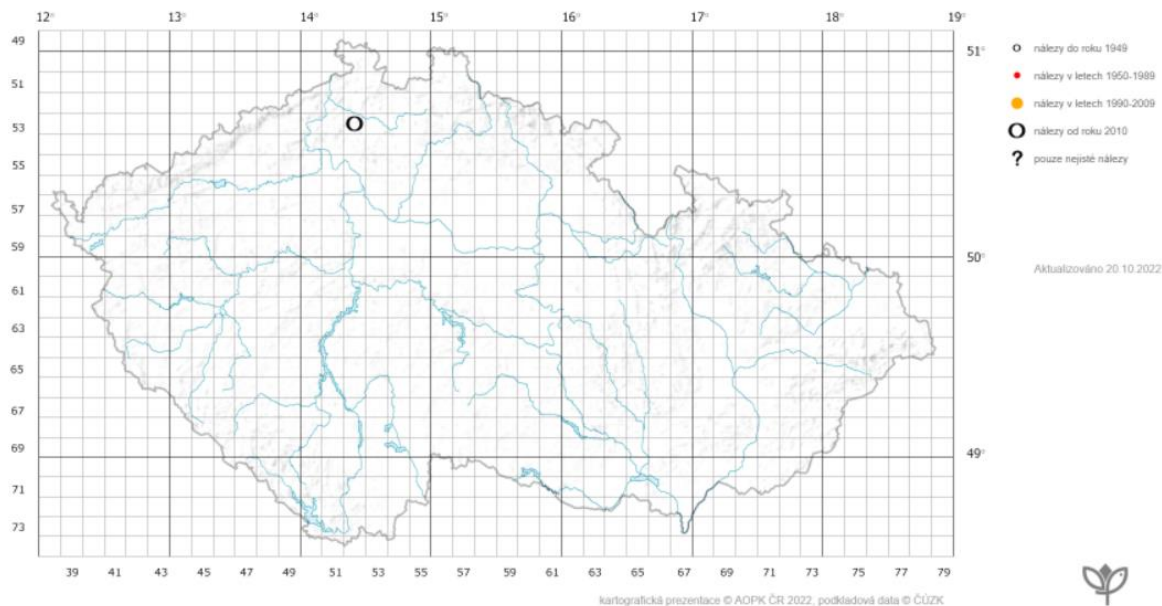 12° 13° 14° 15° 16° 17° 18° 19°
49
51
53
55
57
59
61
63
65
67
69
71
73
51°
50°
49°
39 41 43 45 47 49 51 53 55 57 59 61 63 65 67 69 71 73 75 77 79
nálezy do roku 1949
nálezy v letech 1950-1989
nálezy v letech 1990-2009
nálezy od roku 2010
? pouze nejisté nálezy
Aktualizováno 20.10.2022
kartografická prezentace © AOPK ČR 2022, podkladová data © ČÚZK